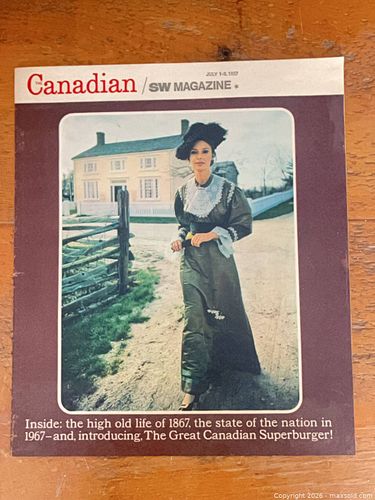 The Canadian / SW MAGAZINE
JULY 1-8, 1967
Inside: the high old life of 1867, the state of the nation in
1967—and, introducing, The Great Canadian Superburger!
Copyright 2026 - maxsold.com